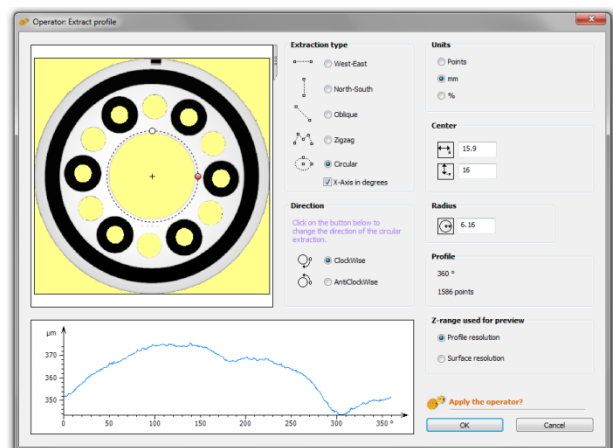 Operator: Extract profile
Extraction type
West-East
North-South
Oblique
Zigzag
Circular
X-Axis in degrees
Direction
Click on the button below to
change the direction of the circular
extraction.
ClockWise
AntiClockWise
Units
Points
mm
%
Center
15.9
16
Radius
6.16
Profile
360 °
1586 points
Z-range used for preview
Profile resolution
Surface resolution
Apply the operator?
OK
Cancel
µm
370
360
350
0
50
100
150
200
250
300
350 °